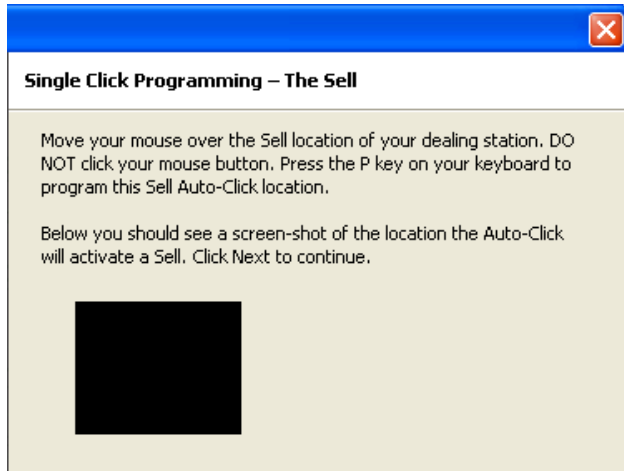 Single Click Programming – The Sell
Move your mouse over the Sell location of your dealing station. DO
NOT click your mouse button. Press the P key on your keyboard to
program this Sell Auto-Click location.
Below you should see a screen-shot of the location the Auto-Click
will activate a Sell. Click Next to continue.